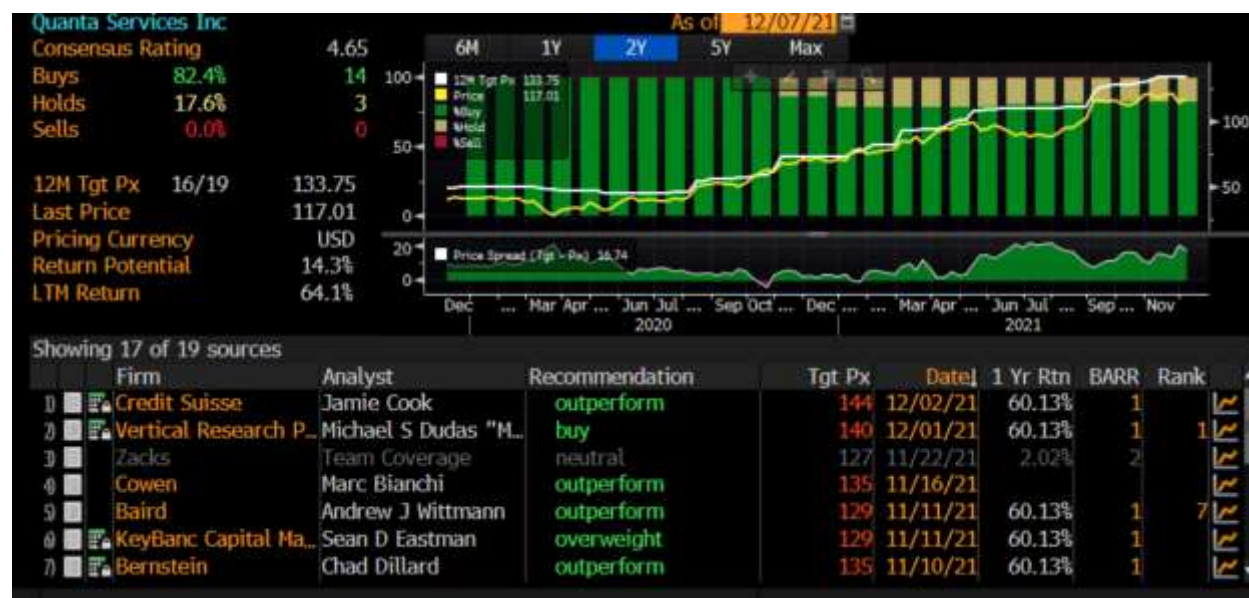 Quanta Services Inc As of 12/07/21
Consensus Rating 4.65
Buys 82.4% 14
Holds 17.6% 3
Sells 0.0% 0
12M Tgt Px 16/19 133.75
Last Price 117.01
Pricing Currency USD
Return Potential 14.3%
LTM Return 64.1%
6M 1Y 2Y 5Y Max
12M Tgt Px 133.75
Price 117.01
%Buy
%Hold
%Sell
100
50
0
100
50
Price Spread (Tgt - Px) 16.74
20
0
Dec ... Mar Apr ... Jun Jul ... Sep Oct ... Dec ... ... Mar Apr ... Jun Jul ... Sep ... Nov
2020 2021
Showing 17 of 19 sources
Firm Analyst Recommendation Tgt Px Date 1 Yr Rtn BARR Rank
1) Credit Suisse Jamie Cook outperform 144 12/02/21 60.13% 1
2) Vertical Research P... Michael S Dudas "M... buy 140 12/01/21 60.13% 1 1
3) Zacks Team Coverage neutral 127 11/22/21 2.02% 2
4) Cowen Marc Bianchi outperform 135 11/16/21
5) Baird Andrew J Wittmann outperform 129 11/11/21 60.13% 1 7
6) KeyBanc Capital Ma... Sean D Eastman overweight 129 11/11/21 60.13% 1
7) Bernstein Chad Dillard outperform 135 11/10/21 60.13% 1